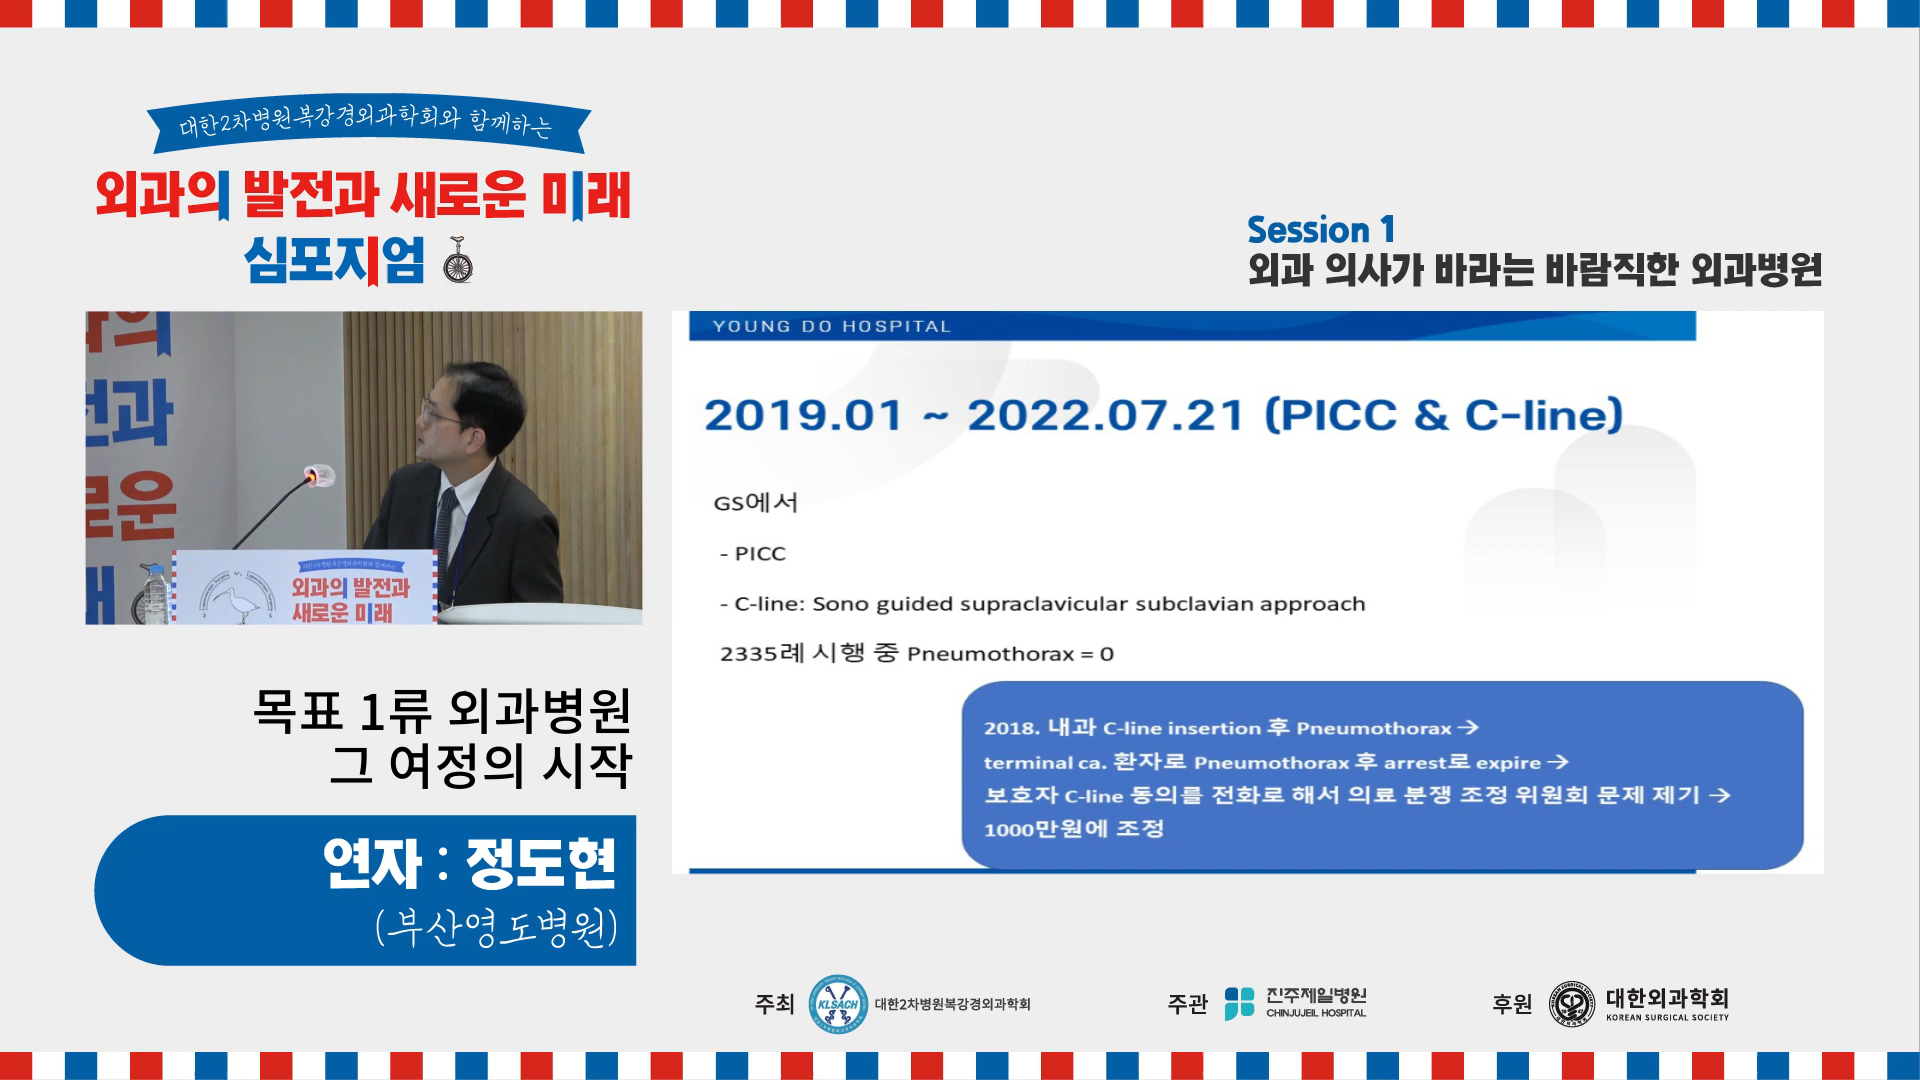 대한2차병원복강경외과학회와 함께하는
외과의 발전과 새로운 미래
심포지엄
Session 1
외과 의사가 바라는 바람직한 외과병원
전과
로운
외과의 발전과
새로운 미래
YOUNG DO HOSPITAL
2019.01 ~ 2022.07.21 (PICC & C-line)
GS에서
- PICC
- C-line: Sono guided supraclavicular subclavian approach
2335례 시행 중 Pneumothorax = 0
2018. 내과 C-line insertion 후 Pneumothorax →
terminal ca. 환자로 Pneumothorax 후 arrest로 expire →
보호자 C-line 동의를 전화로 해서 의료 분쟁 조정 위원회 문제 제기 →
1000만원에 조정
목표 1류 외과병원
그 여정의 시작
연자 : 정도현
(부산영도병원)
주최 KLSACH 대한2차병원복강경외과학회
주관 진주제일병원
CHINJUJEIL HOSPITAL
후원 대한외과학회
KOREAN SURGICAL SOCIETY